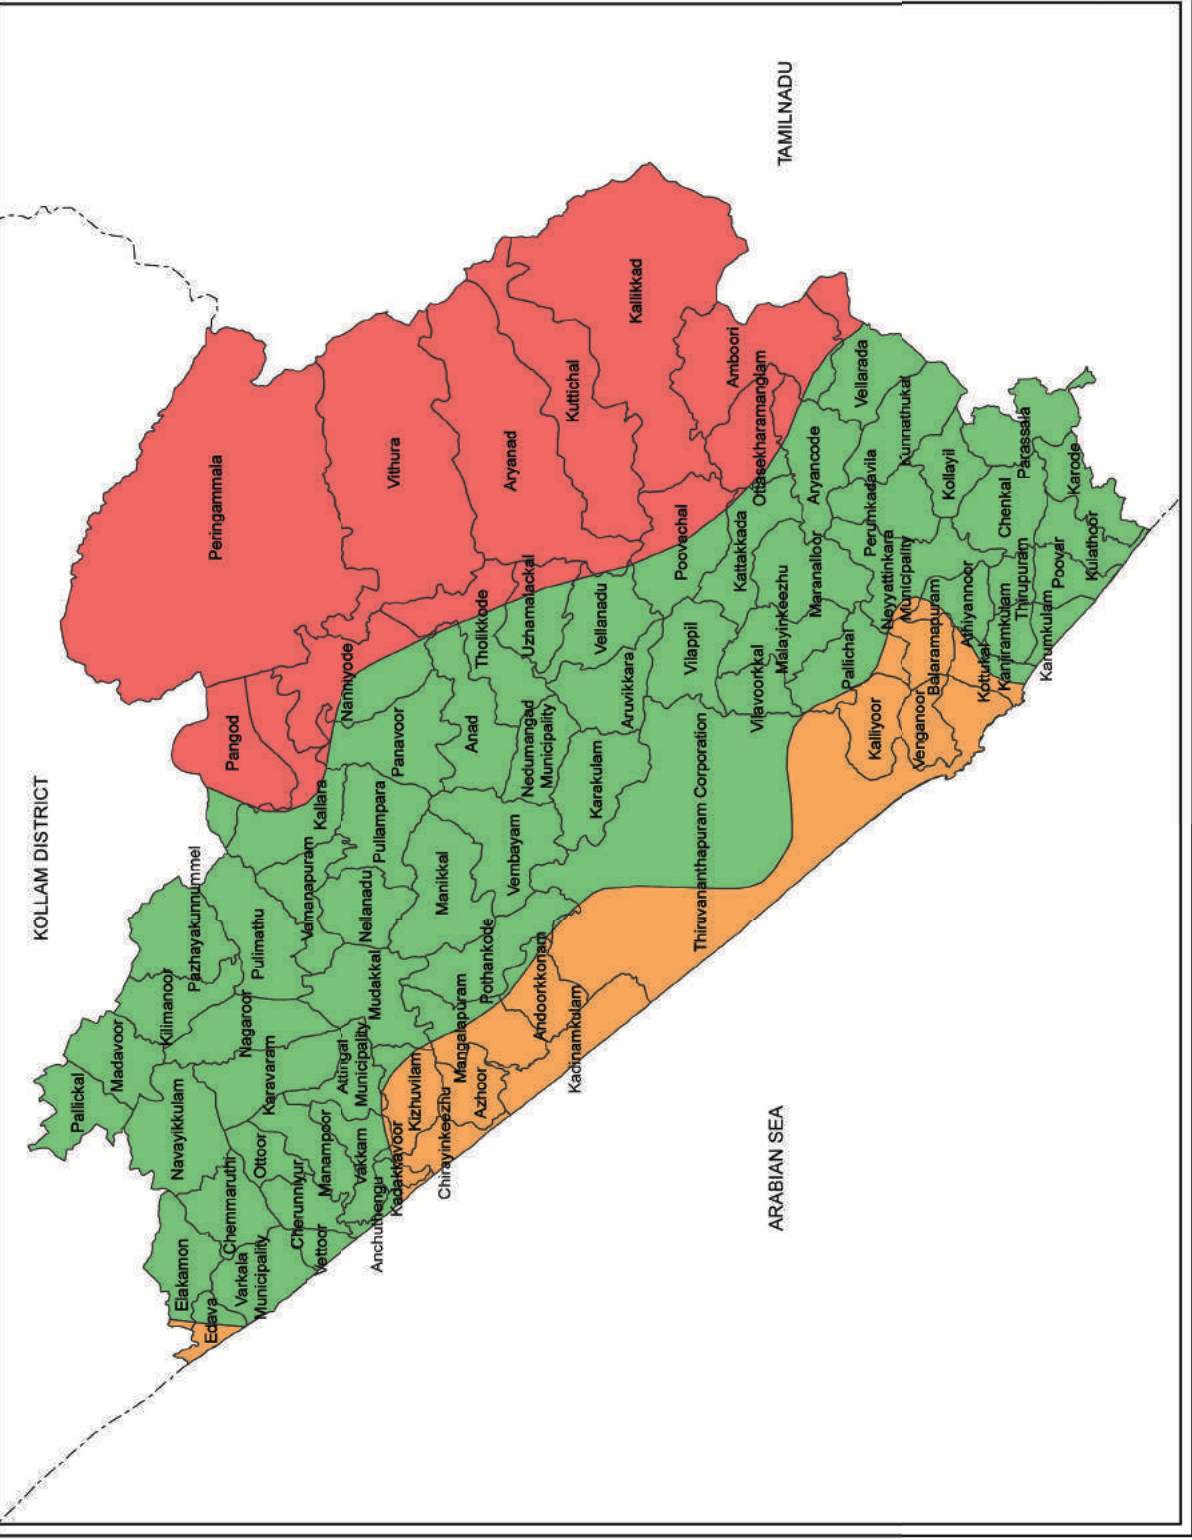 KOLLAM DISTRICT
TAMILNADU
ARABIAN SEA
Pallickal
Madavoor
Kilimanoor
Pazhayakunnummel
Navayikkulam
Nagaroor
Pulimathu
Karavaram
Elakamon
Edava
Chemmaruthi
Varkala
Municipality
Ottoor
Cherunniyur
Vettoor
Manampoor
Vakkam
Attingal
Municipality
Mudakkal
Vamanapuram
Nellanadu
Kallara
Pullampara
Pangod
Peringammala
Nanniyode
Vithura
Panavoor
Manikkal
Anad
Tholikkode
Aryanad
Uzhamalackal
Nedumangad
Municipality
Vembayam
Pothankode
Mangalapuram
Anchuthengu
Kadakkavoor
Kizhuvilam
Chirayinkeezhu
Azhoor
Andoorkkonam
Kadinamkulam
Karakulam
Aruvikkara
Vellanadu
Kuttichal
Kallikkad
Poovachal
Vilappil
Thiruvananthapuram Corporation
Amboori
Ottasekharamanglam
Kattakkada
Vilavoorkkal
Malayinkeezhu
Maranalloor
Aryancode
Vellarada
Pallichal
Perumkadavila
Kunnathukal
Neyyattinkara
Municipality
Kalliyoor
Venganoor
Balaramapuram
Athiyannoor
Kollayil
Kottukal
Kanjiramkulam
Chenkal
Thirupuram
Parassala
Karumkulam
Poovar
Karode
Kulathoor